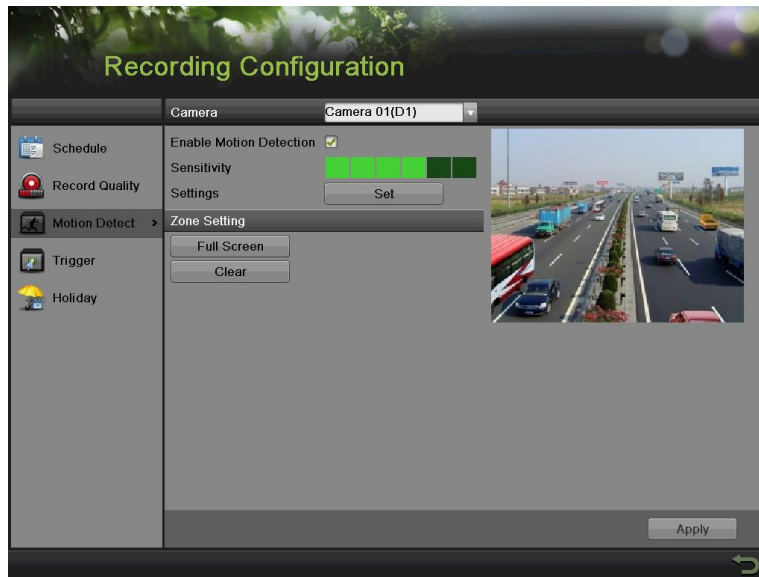 Recording Configuration
Camera
Camera 01(D1)
Schedule
Record Quality
Motion Detect >
Trigger
Holiday
Enable Motion Detection
Sensitivity
Settings
Set
Zone Setting
Full Screen
Clear
Apply